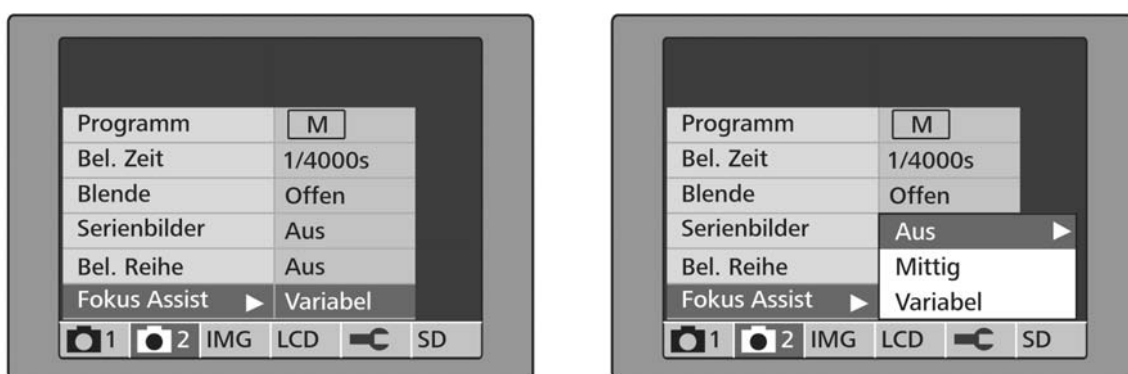 Programm M
Bel. Zeit 1/4000s
Blende Offen
Serienbilder Aus
Bel. Reihe Aus
Fokus Assist Variabel
1 2 IMG LCD SD
Programm M
Bel. Zeit 1/4000s
Blende Offen
Serienbilder Aus
Bel. Reihe Mittig
Fokus Assist Variabel
1 2 IMG LCD SD